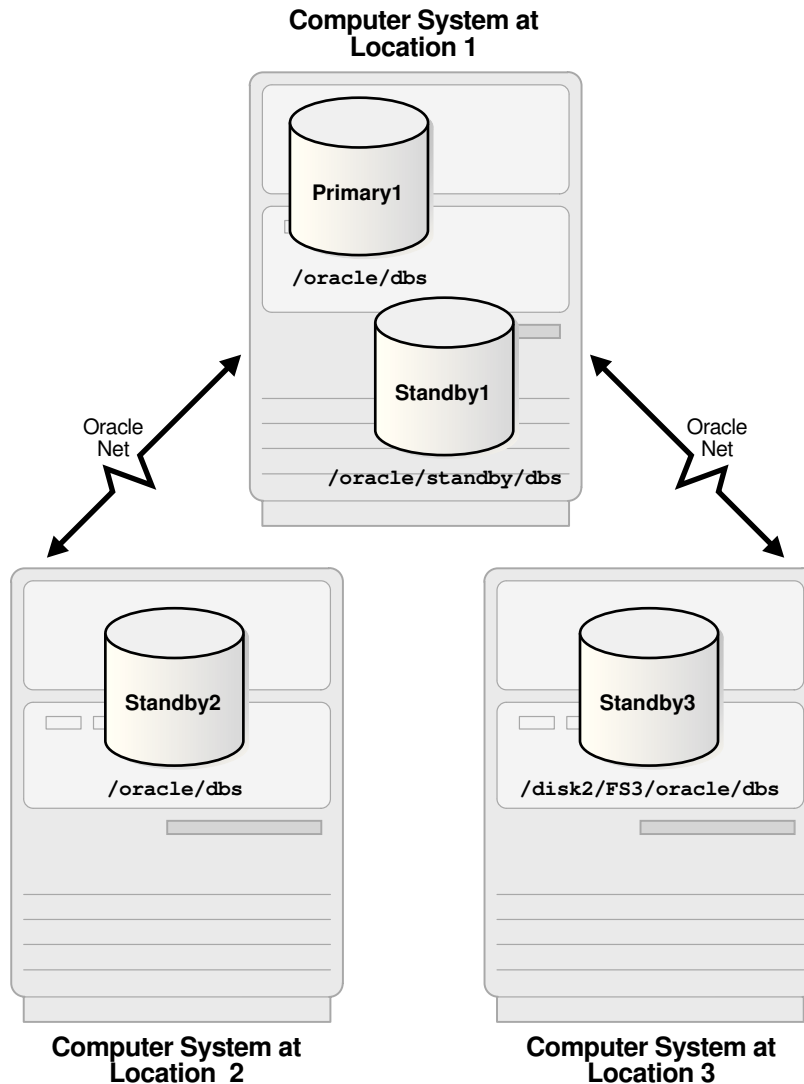 Computer System at
Location 1
Primary1
/oracle/dbs
Standby1
/oracle/standby/dbs
Oracle
Net
Oracle
Net
Standby2
/oracle/dbs
Standby3
/disk2/FS3/oracle/dbs
Computer System at
Location 2
Computer System at
Location 3